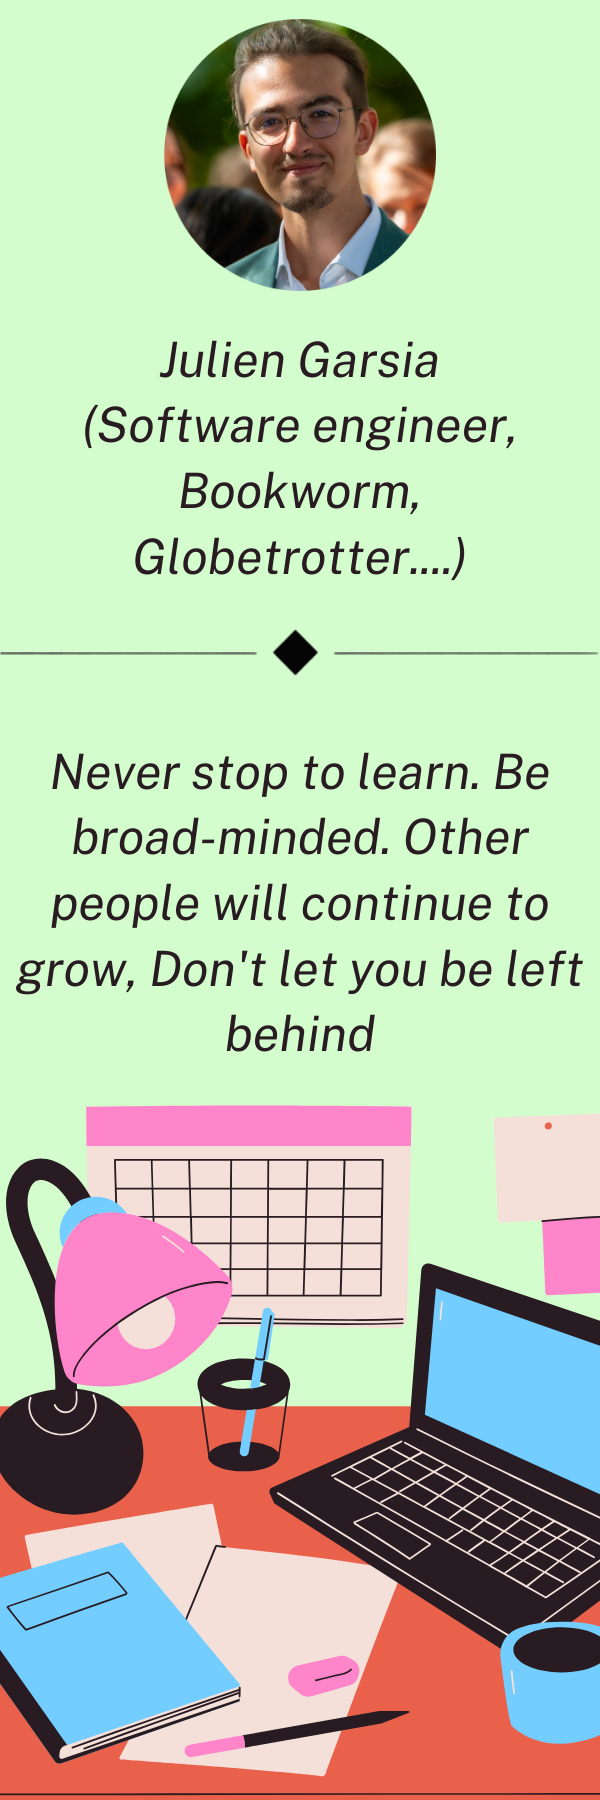 Julien Garsia
(Software engineer,
Bookworm,
Globetrotter....)
Never stop to learn. Be
broad-minded. Other
people will continue to
grow, Don't let you be left
behind